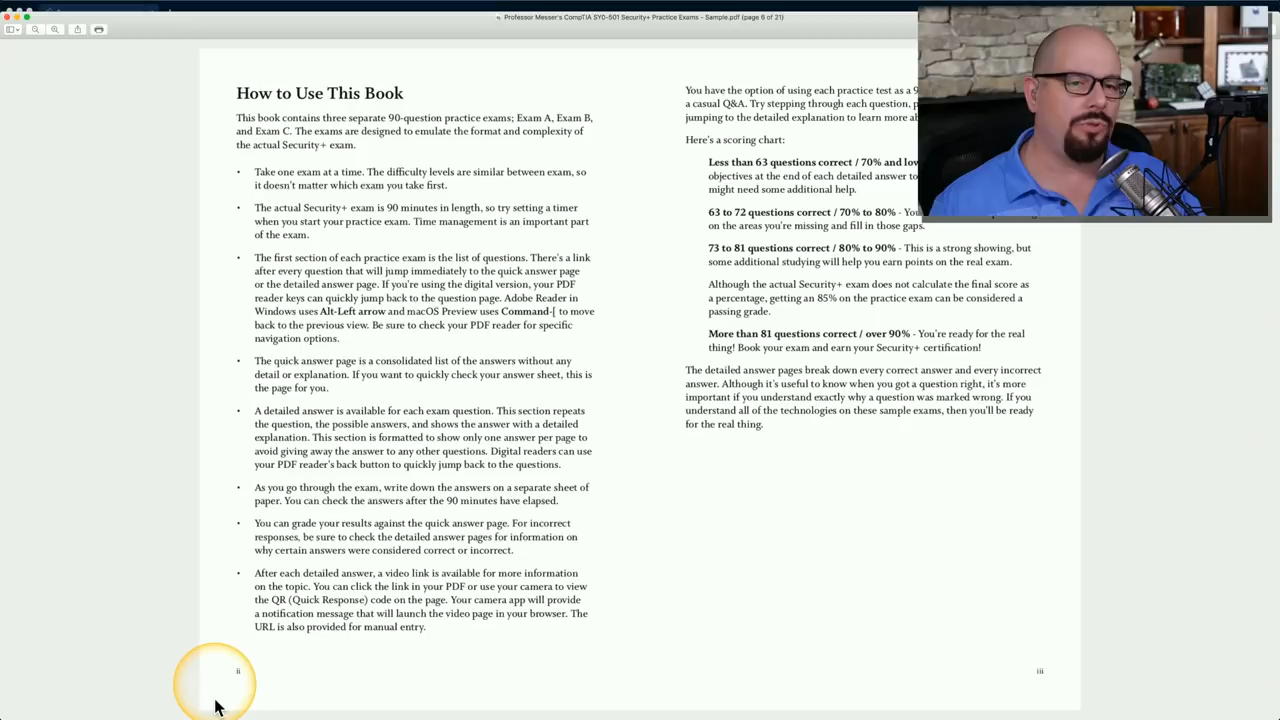 Professor Messer's CompTIA SY0-501 Security+ Practice Exams - Sample.pdf (page 6 of 21)
How to Use This Book
This book contains three separate 90-question practice exams; Exam A, Exam B,
and Exam C. The exams are designed to emulate the format and complexity of
the actual Security+ exam.
• Take one exam at a time. The difficulty levels are similar between exam, so
it doesn't matter which exam you take first.
• The actual Security+ exam is 90 minutes in length, so try setting a timer
when you start your practice exam. Time management is an important part
of the exam.
• The first section of each practice exam is the list of questions. There's a link
after every question that will jump immediately to the quick answer page
or the detailed answer page. If you're using the digital version, your PDF
reader keys can quickly jump back to the question page. Adobe Reader in
Windows uses Alt-Left arrow and macOS Preview uses Command-[ to move
back to the previous view. Be sure to check your PDF reader for specific
navigation options.
• The quick answer page is a consolidated list of the answers without any
detail or explanation. If you want to quickly check your answer sheet, this is
the page for you.
• A detailed answer is available for each exam question. This section repeats
the question, the possible answers, and shows the answer with a detailed
explanation. This section is formatted to show only one answer per page to
avoid giving away the answer to any other questions. Digital readers can use
your PDF reader's back button to quickly jump back to the questions.
• As you go through the exam, write down the answers on a separate sheet of
paper. You can check the answers after the 90 minutes have elapsed.
• You can grade your results against the quick answer page. For incorrect
responses, be sure to check the detailed answer pages for information on
why certain answers were considered correct or incorrect.
• After each detailed answer, a video link is available for more information
on the topic. You can click the link in your PDF or use your camera to view
the QR (Quick Response) code on the page. Your camera app will provide
a notification message that will launch the video page in your browser. The
URL is also provided for manual entry.
ii
You have the option of using each practice test as a 9
a casual Q&A. Try stepping through each question, p
jumping to the detailed explanation to learn more ab
Here's a scoring chart:
Less than 63 questions correct / 70% and lov
objectives at the end of each detailed answer to
might need some additional help.
63 to 72 questions correct / 70% to 80% - You
on the areas you're missing and fill in those gaps.
73 to 81 questions correct / 80% to 90% - This is a strong showing, but
some additional studying will help you earn points on the real exam.
Although the actual Security+ exam does not calculate the final score as
a percentage, getting an 85% on the practice exam can be considered a
passing grade.
More than 81 questions correct / over 90% - You're ready for the real
thing! Book your exam and earn your Security+ certification!
The detailed answer pages break down every correct answer and every incorrect
answer. Although it's useful to know when you got a question right, it's more
important if you understand exactly why a question was marked wrong. If you
understand all of the technologies on these sample exams, then you'll be ready
for the real thing.
iii